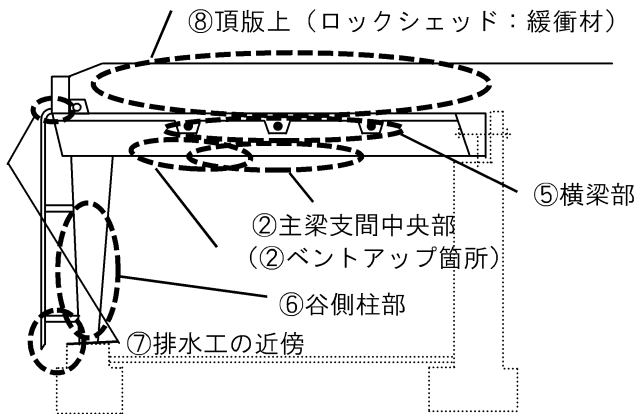 ⑧頂版上（ロックシェッド：緩衝材）
⑤横梁部
②主梁支間中央部
（②ベントアップ箇所）
⑥谷側柱部
⑦排水工の近傍